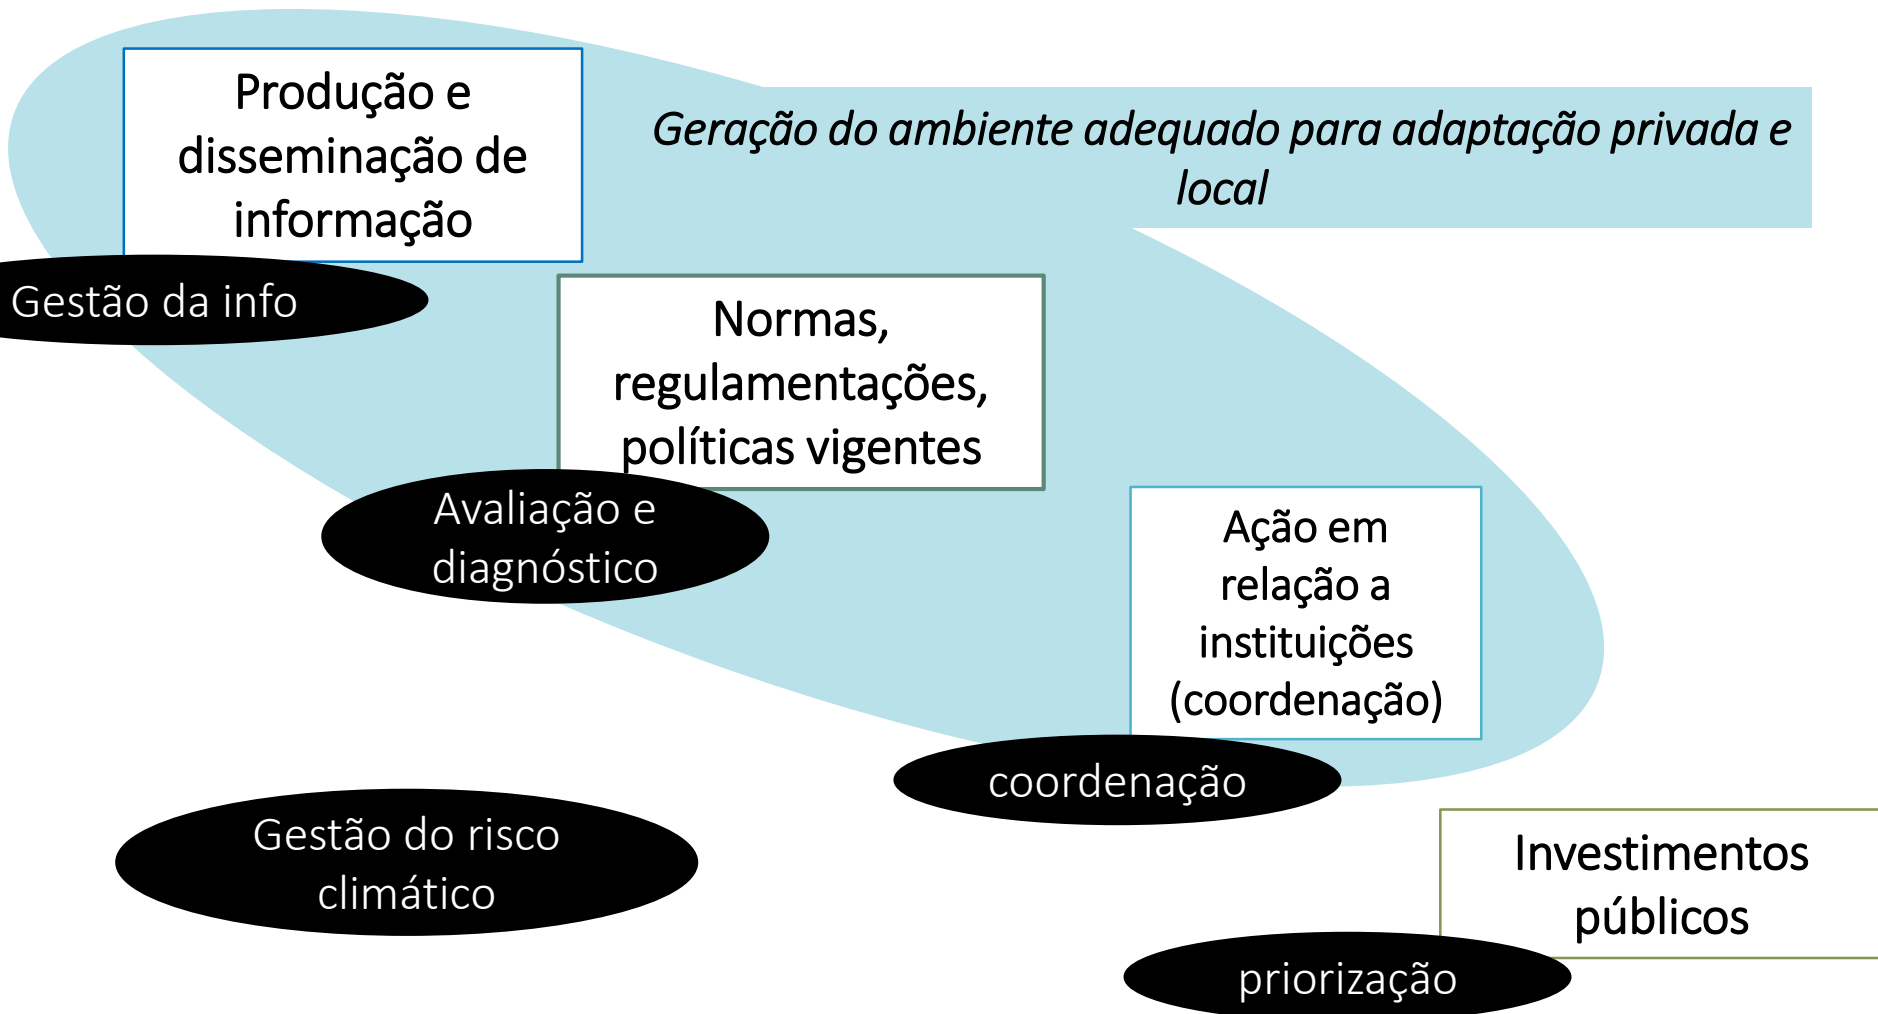 Produção e
disseminação de
informação
Geração do ambiente adequado para adaptação privada e
local
Gestão da info
Normas,
regulamentações,
políticas vigentes
Avaliação e
diagnóstico
Ação em
relação a
instituições
(coordenação)
coordenação
Gestão do risco
climático
Investimentos
públicos
priorização